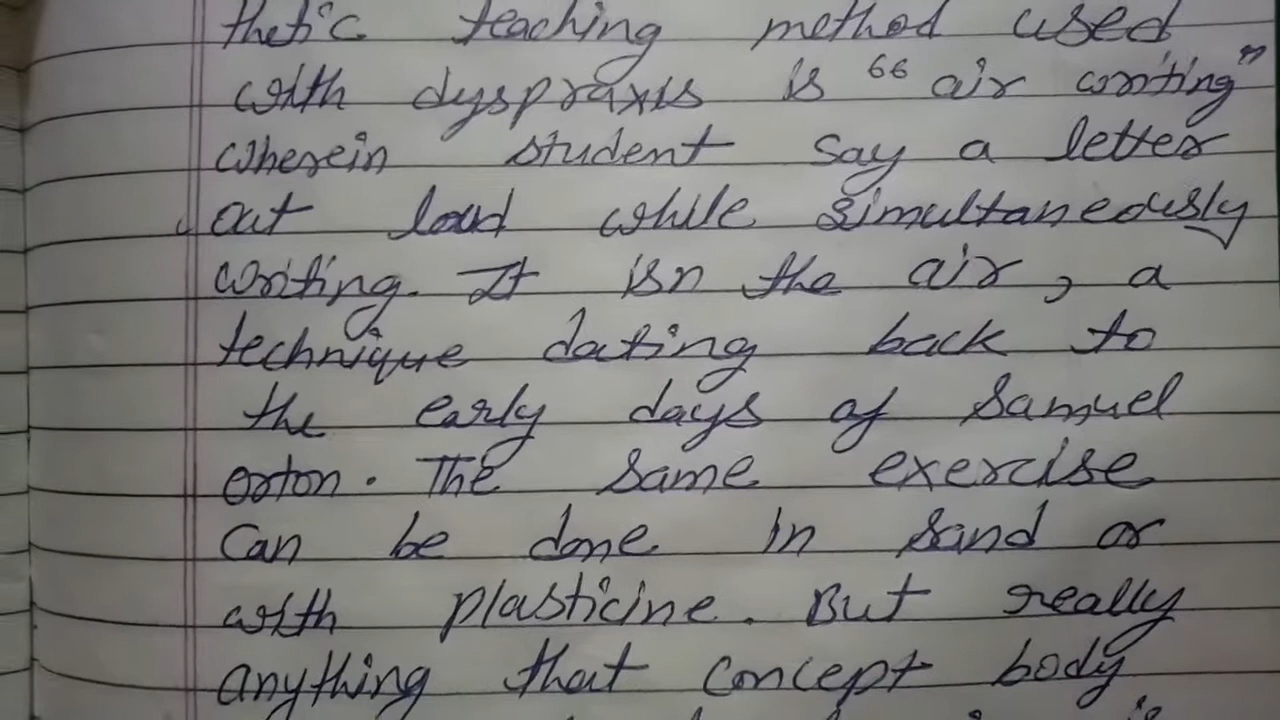 thetic teaching method used
with dyspraxis is "air writing"
wherein student say a letter
out loud while simultaneously
writing. It isn the air, a
technique dating back to
the early days of Samuel
orton. The same exercise
can be done in sand or
with plasticine. But really
anything that concept body